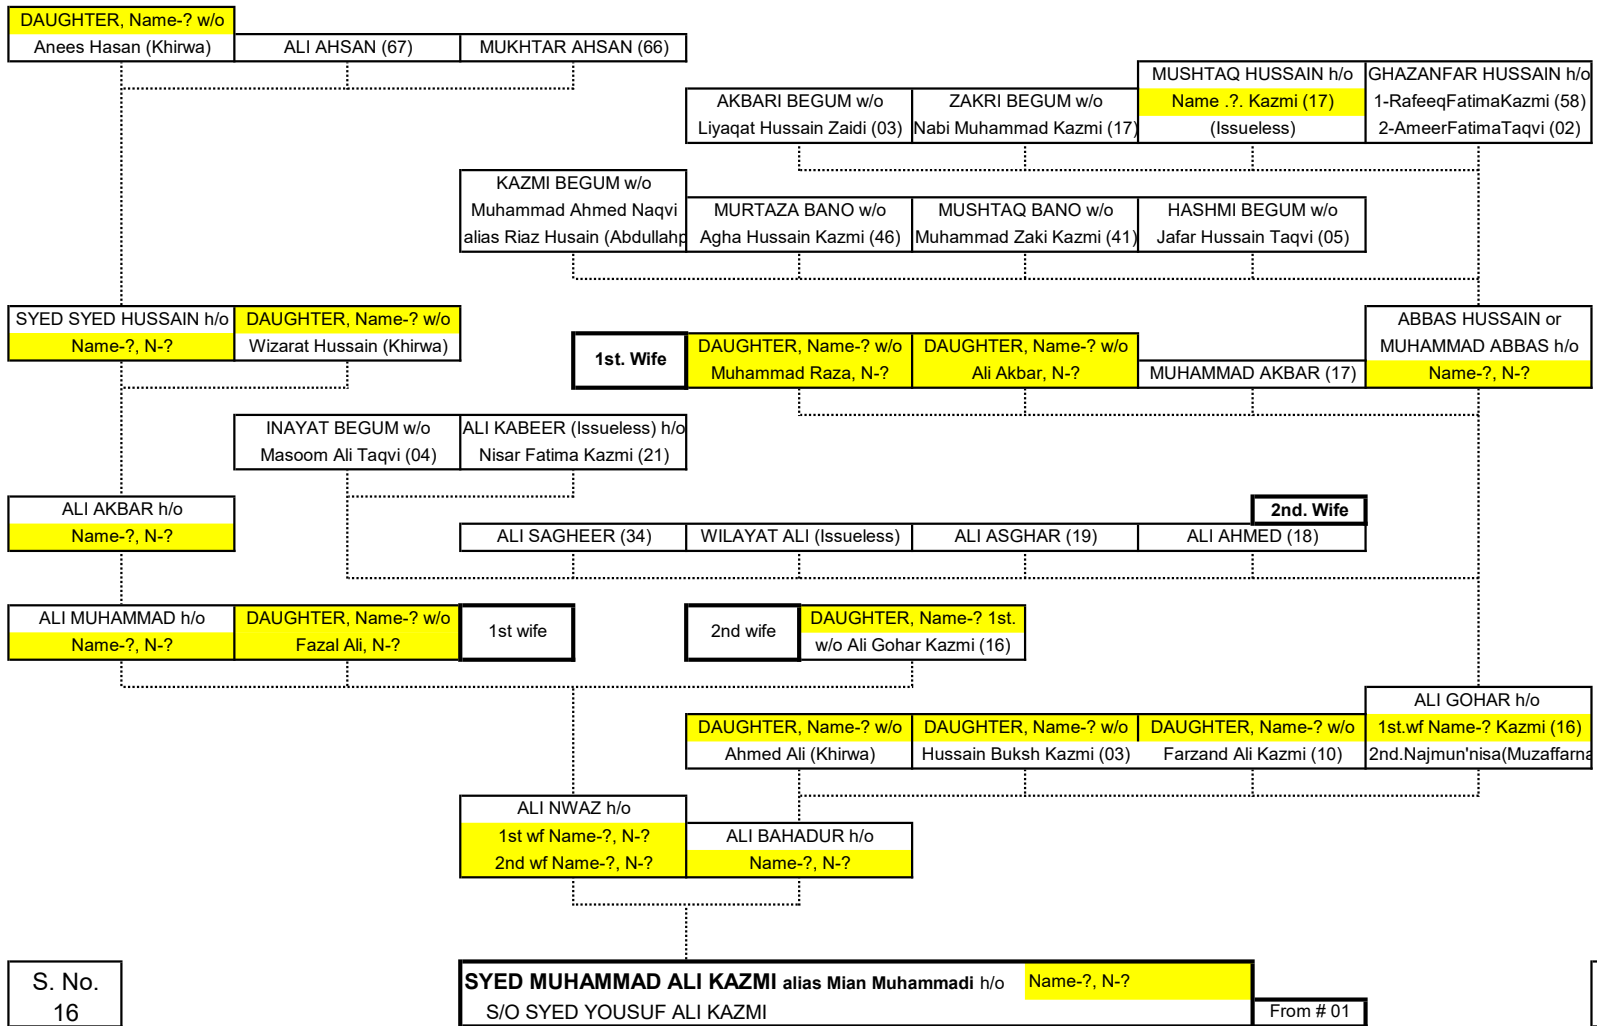 DAUGHTER, Name-? w/o
Anees Hasan (Khirwa)
ALI AHSAN (67)
MUKHTAR AHSAN (66)
AKBARI BEGUM w/o
Liyaqat Hussain Zaidi (03)
ZAKRI BEGUM w/o
Nabi Muhammad Kazmi (17)
MUSHTAQ HUSSAIN h/o
Name .?. Kazmi (17)
(Issueless)
GHAZANFAR HUSSAIN h/o
1-RafeeqFatimaKazmi (58)
2-AmeerFatimaTaqvi (02)
KAZMI BEGUM w/o
Muhammad Ahmed Naqvi
alias Riaz Husain (Abdullahp
MURTAZA BANO w/o
Agha Hussain Kazmi (46)
MUSHTAQ BANO w/o
Muhammad Zaki Kazmi (41)
HASHMI BEGUM w/o
Jafar Hussain Taqvi (05)
SYED SYED HUSSAIN h/o
Name-?, N-?
DAUGHTER, Name-? w/o
Wizarat Hussain (Khirwa)
1st. Wife
DAUGHTER, Name-? w/o
Muhammad Raza, N-?
DAUGHTER, Name-? w/o
Ali Akbar, N-?
MUHAMMAD AKBAR (17)
ABBAS HUSSAIN or
MUHAMMAD ABBAS h/o
Name-?, N-?
INAYAT BEGUM w/o
Masoom Ali Taqvi (04)
ALI KABEER (Issueless) h/o
Nisar Fatima Kazmi (21)
ALI AKBAR h/o
Name-?, N-?
2nd. Wife
ALI SAGHEER (34)
WILAYAT ALI (Issueless)
ALI ASGHAR (19)
ALI AHMED (18)
ALI MUHAMMAD h/o
Name-?, N-?
DAUGHTER, Name-? w/o
Fazal Ali, N-?
1st wife
2nd wife
DAUGHTER, Name-? 1st.
w/o Ali Gohar Kazmi (16)
DAUGHTER, Name-? w/o
Ahmed Ali (Khirwa)
DAUGHTER, Name-? w/o
Hussain Buksh Kazmi (03)
DAUGHTER, Name-? w/o
Farzand Ali Kazmi (10)
ALI GOHAR h/o
1st.wf Name-? Kazmi (16)
2nd.Najmun'nisa(Muzaffarna
ALI NWAZ h/o
1st wf Name-?, N-?
2nd wf Name-?, N-?
ALI BAHADUR h/o
Name-?, N-?
S. No.
16
SYED MUHAMMAD ALI KAZMI alias Mian Muhammadi h/o Name-?, N-?
S/O SYED YOUSUF ALI KAZMI
From # 01